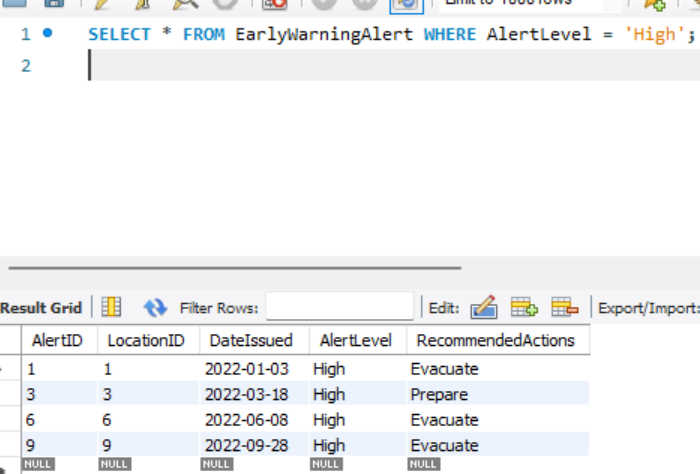 Limit to 1000 rows
1 SELECT * FROM EarlyWarningAlert WHERE AlertLevel = 'High';
2
Result Grid Filter Rows: Edit: Export/Import:
AlertID LocationID DateIssued AlertLevel RecommendedActions
1 1 2022-01-03 High Evacuate
3 3 2022-03-18 High Prepare
6 6 2022-06-08 High Evacuate
9 9 2022-09-28 High Evacuate
NULL NULL NULL NULL NULL